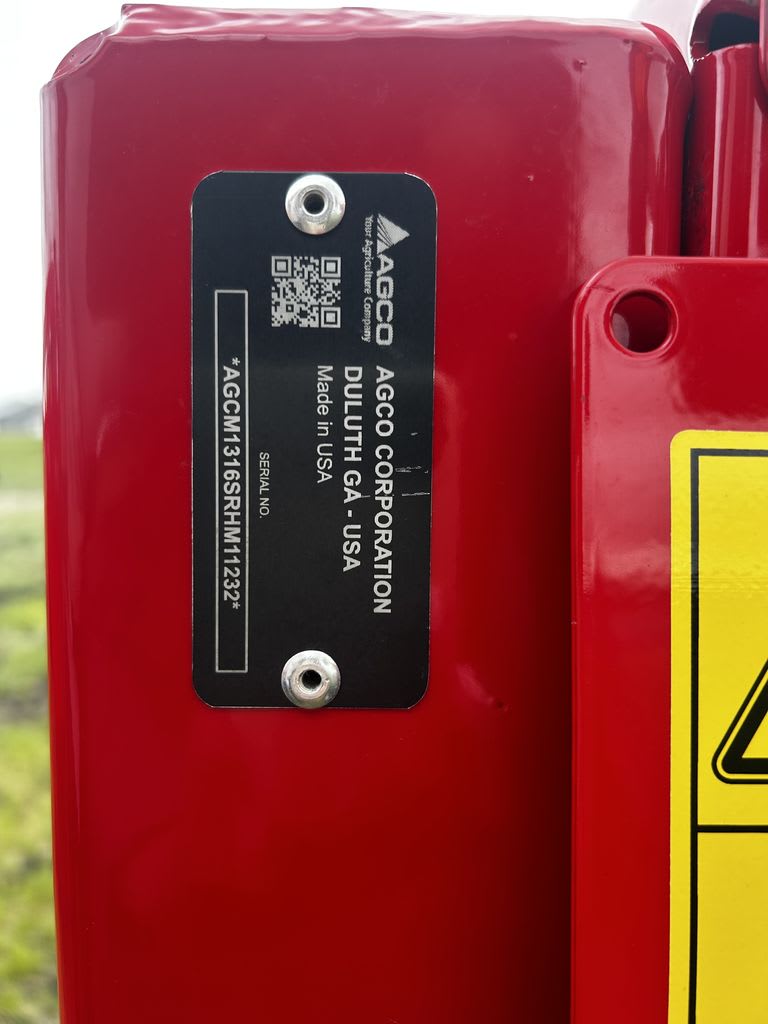 AGCO
Your Agriculture Company
AGCO CORPORATION
DULUTH GA - USA
Made in USA
SERIAL NO.
*AGCM1316SRHM11232*